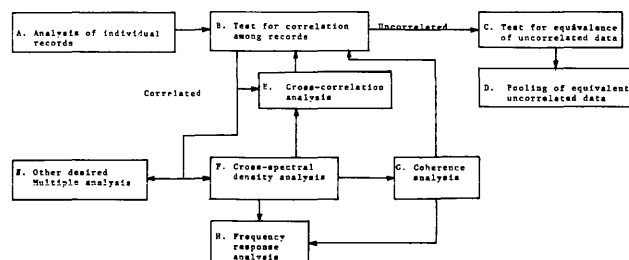 A. Analysis of individual
records
B. Test for correlation
among records
Uncorrelated
C. Test for equivalence
of uncorrelated data
D. Pooling of equivalent
uncorrelated data
Correlated
E. Cross-correlation
analysis
F. Cross-spectral
density analysis
G. Coherence
analysis
H. Frequency
response
analysis
I. Other desired
Multiple analysis